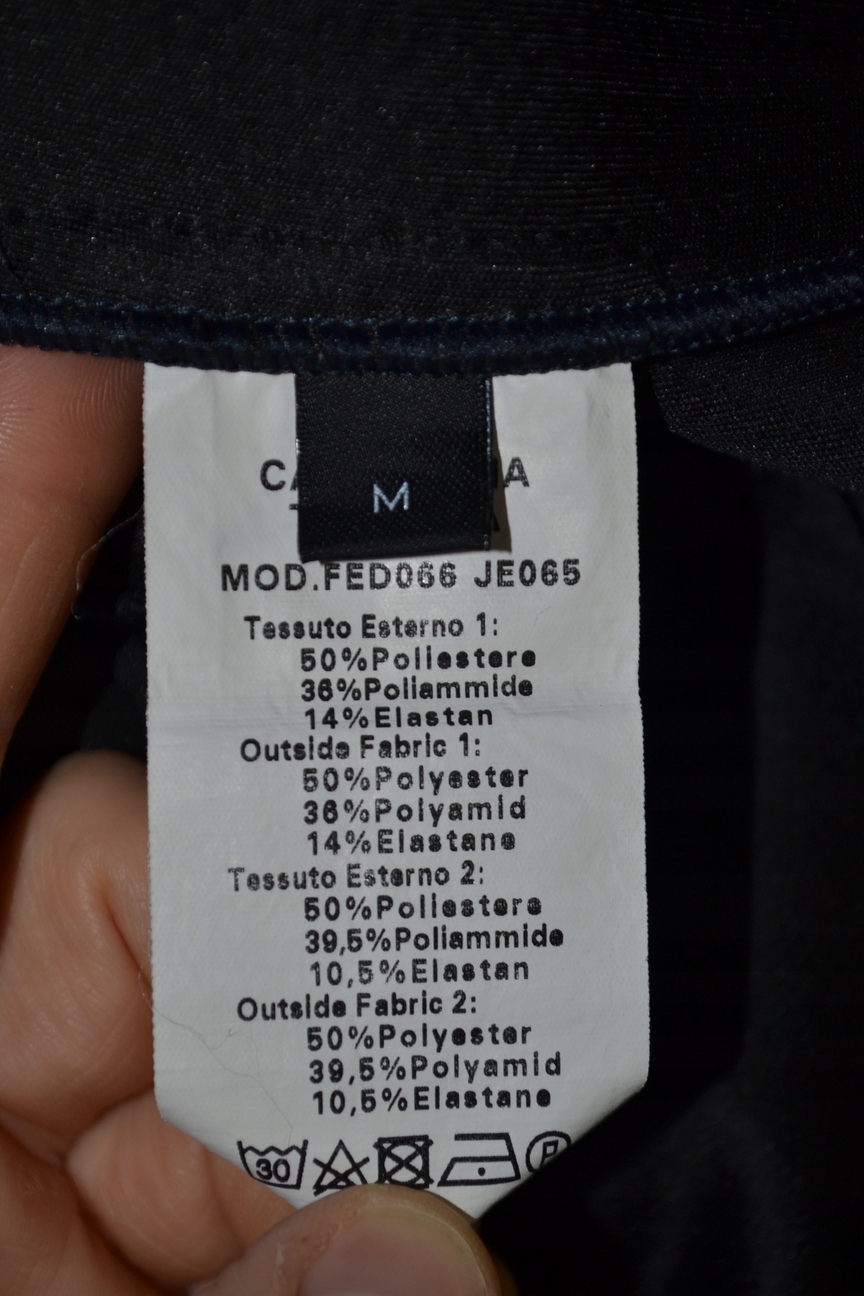 M
MOD.FED066 JE065
Tessuto Esterno 1:
50%Poliestere
36%Poliammide
14%Elastan
Outside Fabric 1:
50%Polyester
36%Polyamid
14%Elastane
Tessuto Esterno 2:
50%Poliestere
39,5%Poliammide
10,5%Elastan
Outside Fabric 2:
50%Polyester
39,5%Polyamid
10,5%Elastane
30 P